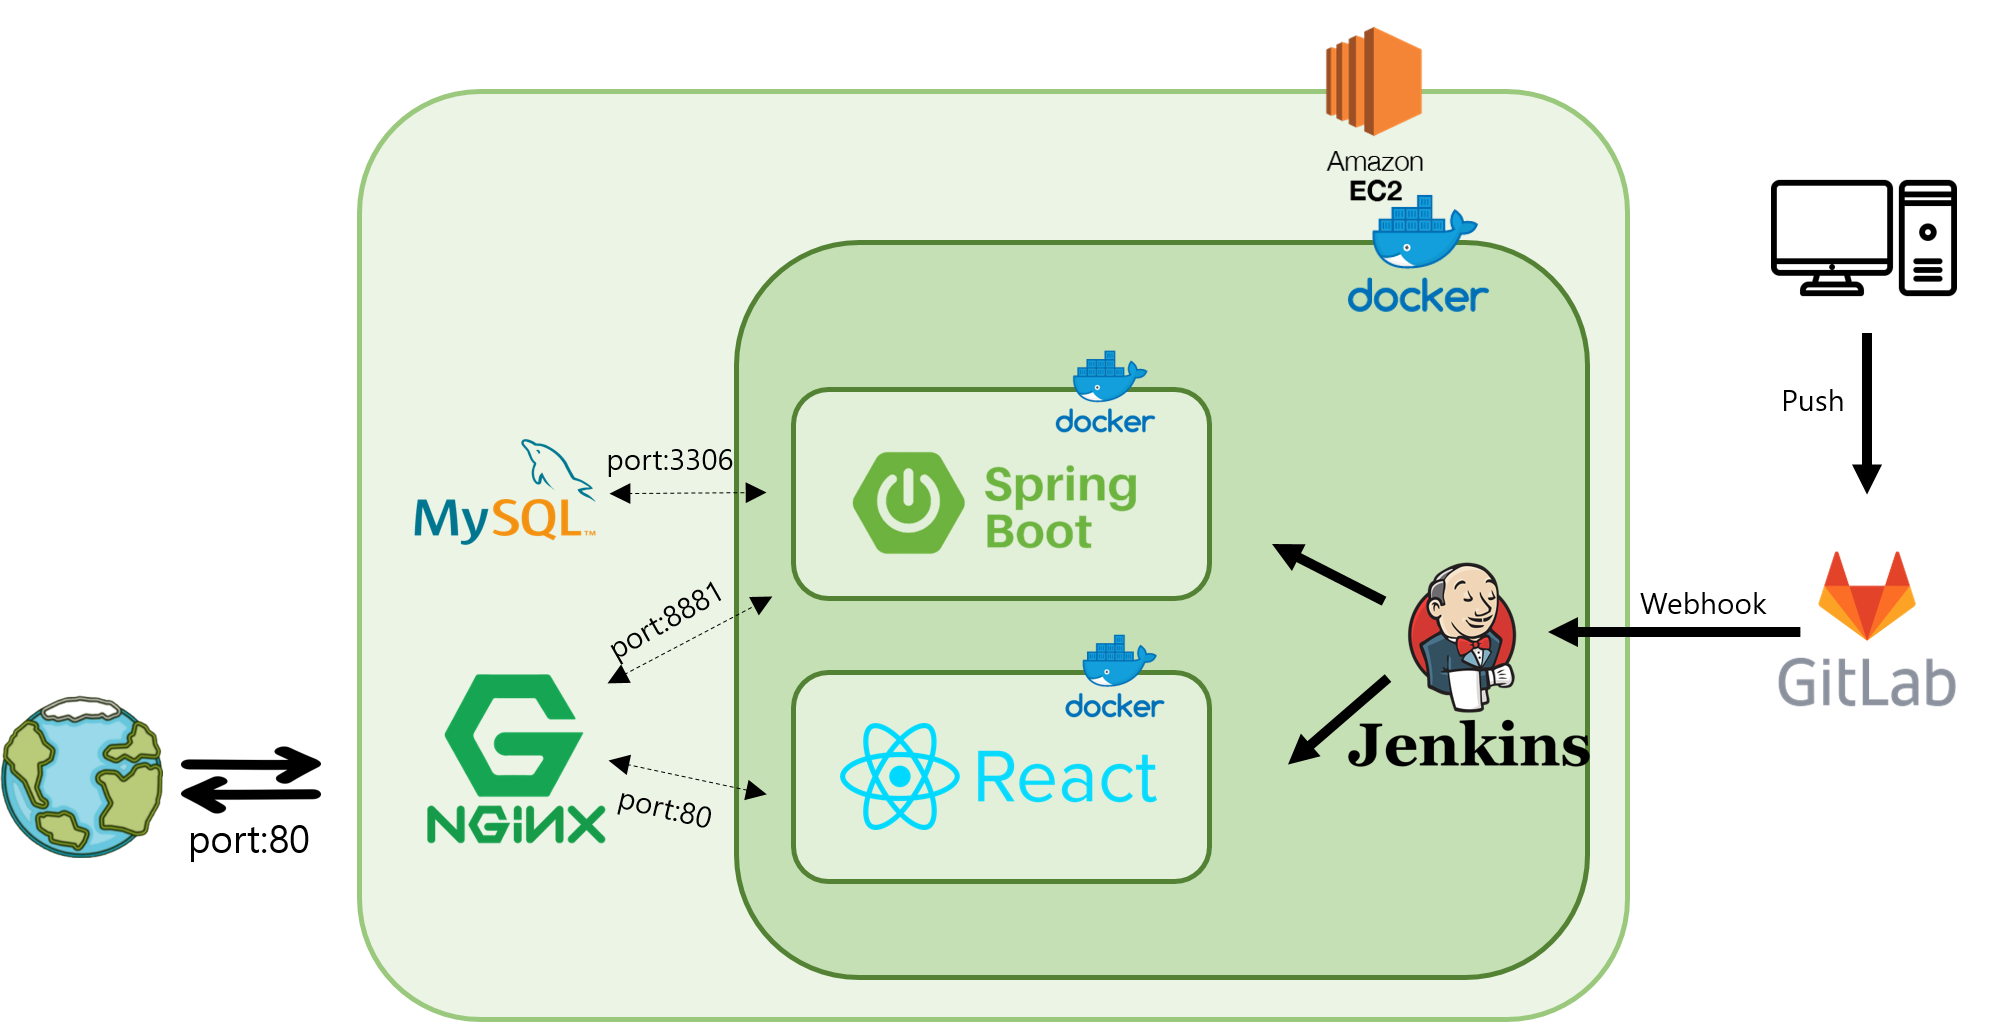 Amazon
EC2
docker
docker
Spring
Boot
port:3306
MySQL™
port:8881
NGINX
port:80
port:80
docker
React
Jenkins
Webhook
Push
GitLab